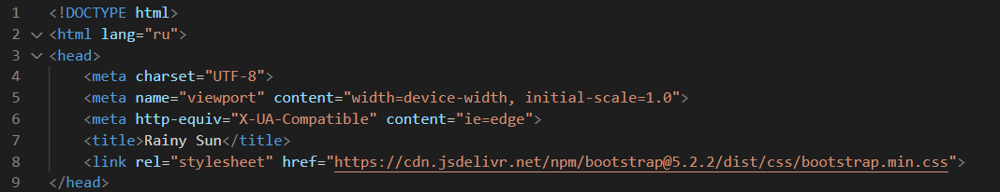 1 <!DOCTYPE html>
2 <html lang="ru">
3 <head>
4 <meta charset="UTF-8">
5 <meta name="viewport" content="width=device-width, initial-scale=1.0">
6 <meta http-equiv="X-UA-Compatible" content="ie=edge">
7 <title>Rainy Sun</title>
8 <link rel="stylesheet" href="https://cdn.jsdelivr.net/npm/bootstrap@5.2.2/dist/css/bootstrap.min.css">
9 </head>